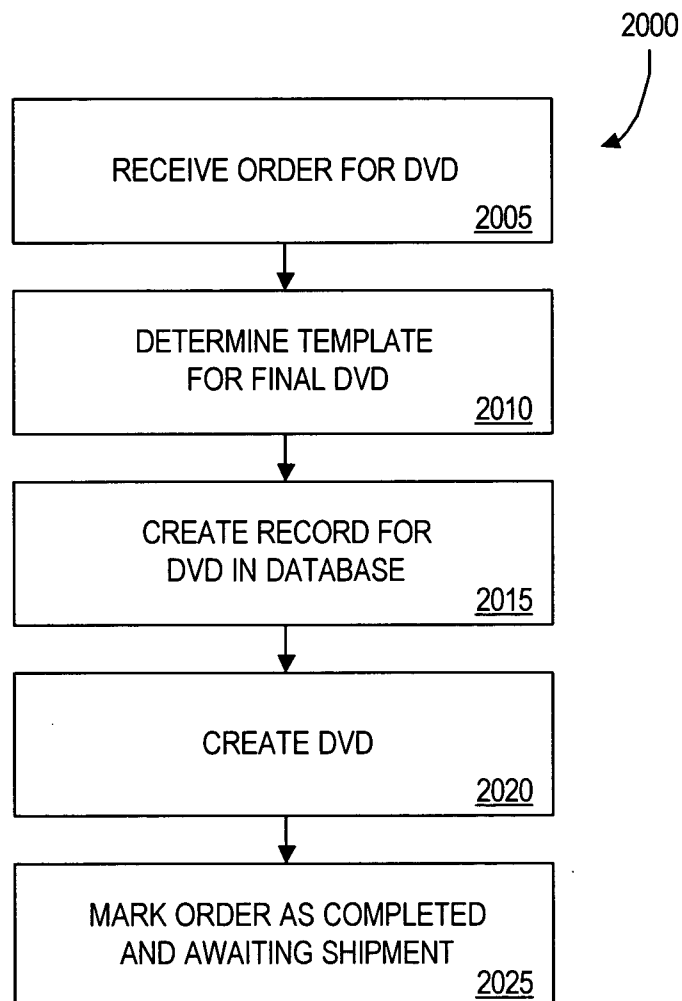 2000
RECEIVE ORDER FOR DVD
2005
DETERMINE TEMPLATE
FOR FINAL DVD
2010
CREATE RECORD FOR
DVD IN DATABASE
2015
CREATE DVD
2020
MARK ORDER AS COMPLETED
AND AWAITING SHIPMENT
2025